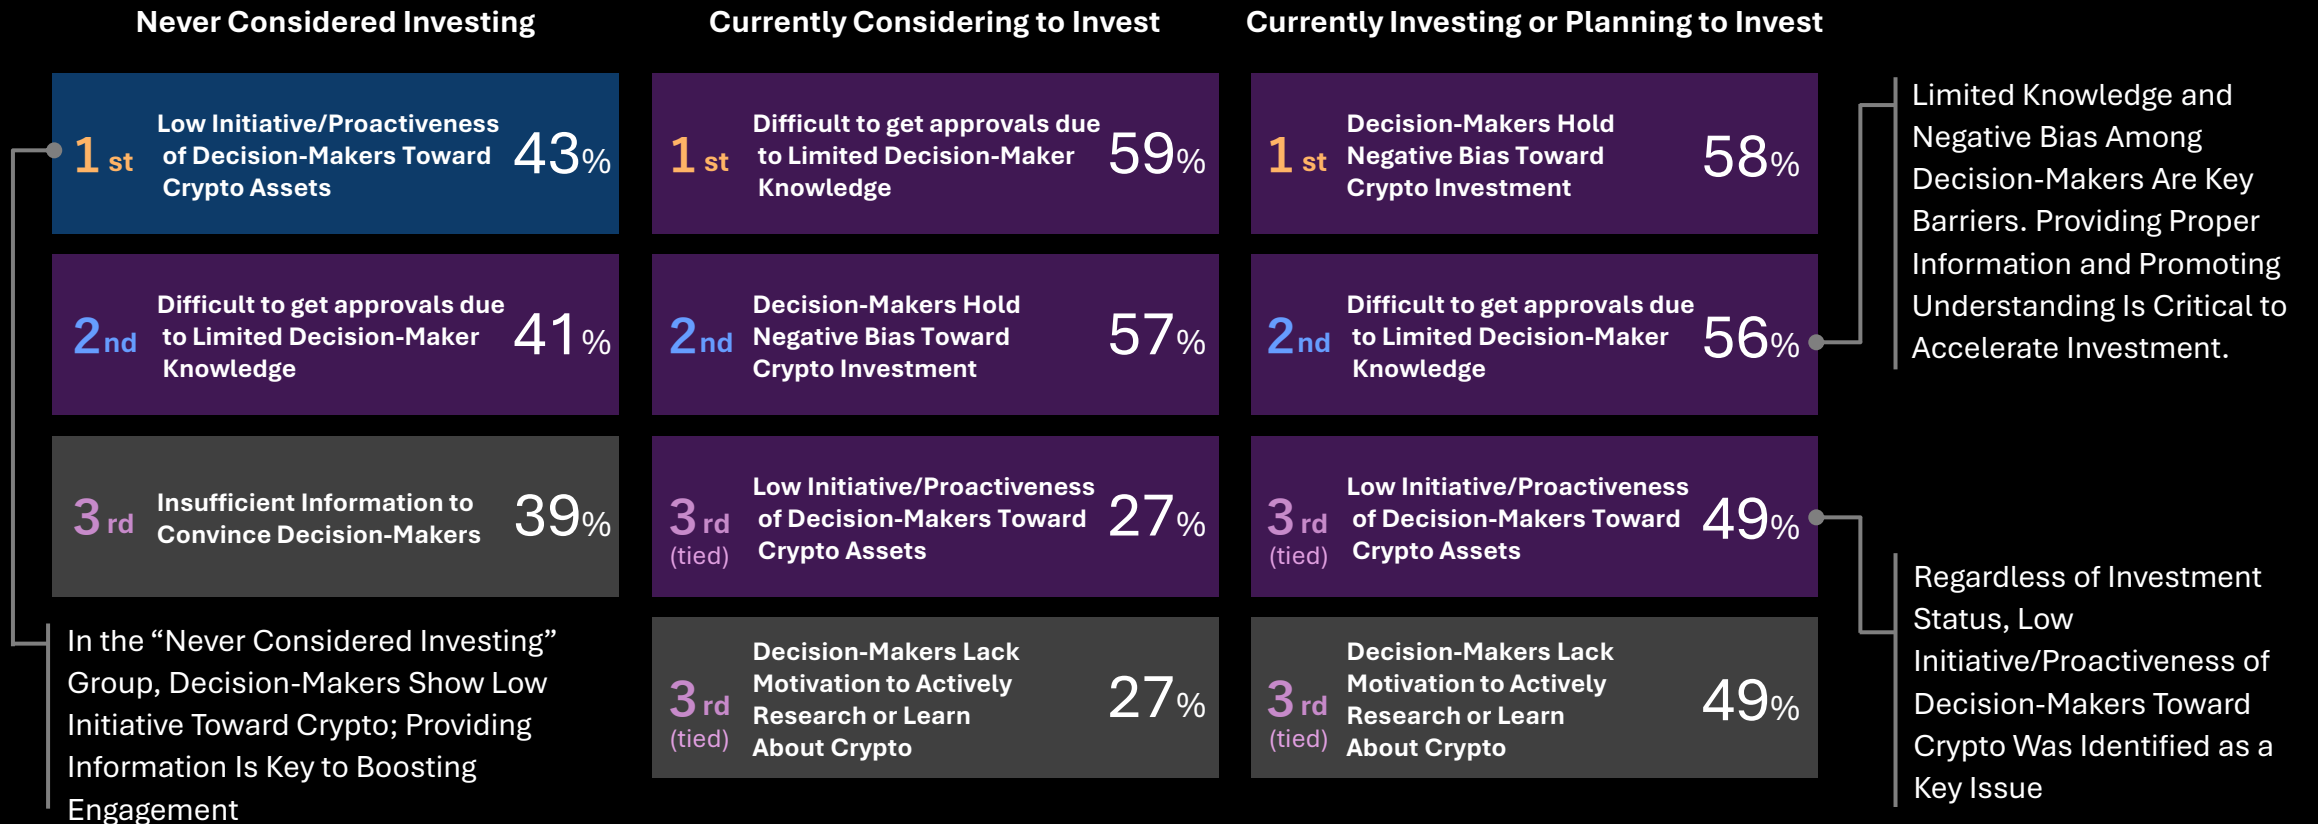 Never Considered Investing
1 st
Low Initiative/Proactiveness
of Decision-Makers Toward
Crypto Assets
43%
2nd
Difficult to get approvals due
to Limited Decision-Maker
Knowledge
41%
3 rd
Insufficient Information to
Convince Decision-Makers
39%
In the “Never Considered Investing”
Group, Decision-Makers Show Low
Initiative Toward Crypto; Providing
Information Is Key to Boosting
Engagement
Currently Considering to Invest
1 st
Difficult to get approvals due
to Limited Decision-Maker
Knowledge
59%
2nd
Decision-Makers Hold
Negative Bias Toward
Crypto Investment
57%
3 rd
(tied)
Low Initiative/Proactiveness
of Decision-Makers Toward
Crypto Assets
27%
3 rd
(tied)
Decision-Makers Lack
Motivation to Actively
Research or Learn
About Crypto
27%
Currently Investing or Planning to Invest
1 st
Decision-Makers Hold
Negative Bias Toward
Crypto Investment
58%
2nd
Difficult to get approvals due
to Limited Decision-Maker
Knowledge
56%
3 rd
(tied)
Low Initiative/Proactiveness
of Decision-Makers Toward
Crypto Assets
49%
3 rd
(tied)
Decision-Makers Lack
Motivation to Actively
Research or Learn
About Crypto
49%
Limited Knowledge and
Negative Bias Among
Decision-Makers Are Key
Barriers. Providing Proper
Information and Promoting
Understanding Is Critical to
Accelerate Investment.
Regardless of Investment
Status, Low
Initiative/Proactiveness of
Decision-Makers Toward
Crypto Was Identified as a
Key Issue